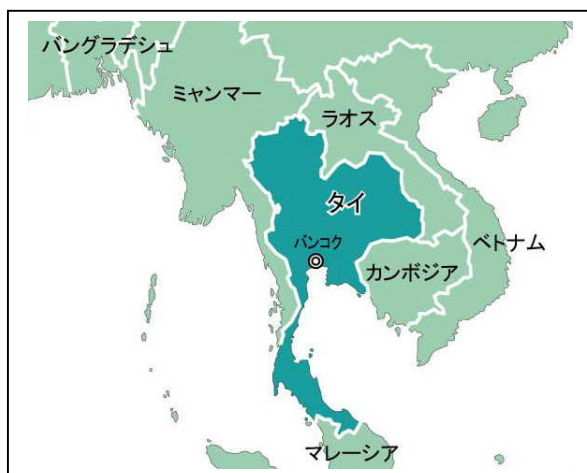 バングラデシュ
ミャンマー
ラオス
タイ
バンコク
ベトナム
カンボジア
マレーシア